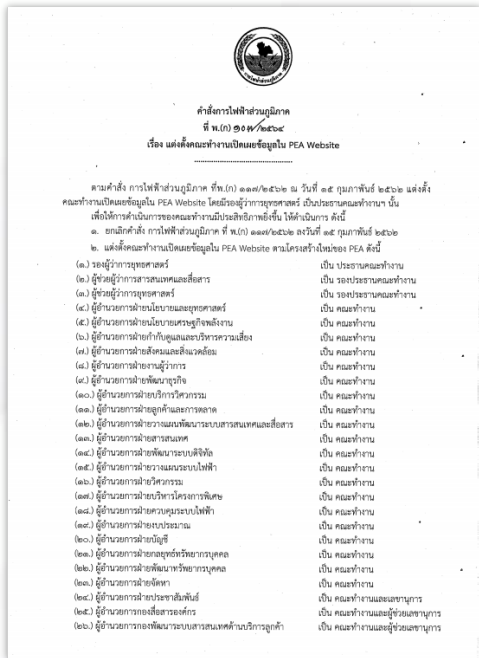 คำสั่งการไฟฟ้าส่วนภูมิภาค
ที่ พ.(ก) ๑๐๗/๒๕๖๔
เรื่อง แต่งตั้งคณะทำงานเปิดเผยข้อมูลใน PEA Website
ตามคำสั่ง การไฟฟ้าส่วนภูมิภาค ที่พ.(ก) ๑๑๗/๒๕๖๒ ณ วันที่ ๑๕ กุมภาพันธ์ ๒๕๖๒ แต่งตั้ง
คณะทำงานเปิดเผยข้อมูลใน PEA Website โดยมีรองผู้ว่าการยุทธศาสตร์ เป็นประธานคณะทำงานฯ นั้น
เพื่อให้การดำเนินการของคณะทำงานมีประสิทธิภาพยิ่งขึ้น ให้ดำเนินการ ดังนี้
๑. ยกเลิกคำสั่ง การไฟฟ้าส่วนภูมิภาค ที่ พ.(ก) ๑๑๗/๒๕๖๒ ลงวันที่ ๑๕ กุมภาพันธ์ ๒๕๖๒
๒. แต่งตั้งคณะทำงานเปิดเผยข้อมูลใน PEA Website ตามโครงสร้างใหม่ของ PEA ดังนี้
(๑.) รองผู้ว่าการยุทธศาสตร์ เป็น ประธานคณะทำงาน
(๒.) ผู้ช่วยผู้ว่าการสารสนเทศและสื่อสาร เป็น รองประธานคณะทำงาน
(๓.) ผู้ช่วยผู้ว่าการยุทธศาสตร์ เป็น รองประธานคณะทำงาน
(๔.) ผู้อำนวยการฝ่ายนโยบายและยุทธศาสตร์ เป็น คณะทำงาน
(๕.) ผู้อำนวยการฝ่ายนโยบายเศรษฐกิจพลังงาน เป็น คณะทำงาน
(๖.) ผู้อำนวยการฝ่ายกำกับดูแลและบริหารความเสี่ยง เป็น คณะทำงาน
(๗.) ผู้อำนวยการฝ่ายสังคมและสิ่งแวดล้อม เป็น คณะทำงาน
(๘.) ผู้อำนวยการฝ่ายงานผู้ว่าการ เป็น คณะทำงาน
(๙.) ผู้อำนวยการฝ่ายพัฒนาธุรกิจ เป็น คณะทำงาน
(๑๐.) ผู้อำนวยการฝ่ายบริการวิศวกรรม เป็น คณะทำงาน
(๑๑.) ผู้อำนวยการฝ่ายลูกค้าและการตลาด เป็น คณะทำงาน
(๑๒.) ผู้อำนวยการฝ่ายวางแผนพัฒนาระบบสารสนเทศและสื่อสาร เป็น คณะทำงาน
(๑๓.) ผู้อำนวยการฝ่ายสารสนเทศ เป็น คณะทำงาน
(๑๔.) ผู้อำนวยการฝ่ายพัฒนาระบบดิจิทัล เป็น คณะทำงาน
(๑๕.) ผู้อำนวยการฝ่ายวางแผนระบบไฟฟ้า เป็น คณะทำงาน
(๑๖.) ผู้อำนวยการฝ่ายวิศวกรรม เป็น คณะทำงาน
(๑๗.) ผู้อำนวยการฝ่ายบริหารโครงการพิเศษ เป็น คณะทำงาน
(๑๘.) ผู้อำนวยการฝ่ายควบคุมระบบไฟฟ้า เป็น คณะทำงาน
(๑๙.) ผู้อำนวยการฝ่ายงบประมาณ เป็น คณะทำงาน
(๒๐.) ผู้อำนวยการฝ่ายบัญชี เป็น คณะทำงาน
(๒๑.) ผู้อำนวยการฝ่ายกลยุทธ์ทรัพยากรบุคคล เป็น คณะทำงาน
(๒๒.) ผู้อำนวยการฝ่ายพัฒนาทรัพยากรบุคคล เป็น คณะทำงาน
(๒๓.) ผู้อำนวยการฝ่ายจัดหา เป็น คณะทำงาน
(๒๔.) ผู้อำนวยการฝ่ายประชาสัมพันธ์ เป็น คณะทำงานและเลขานุการ
(๒๕.) ผู้อำนวยการกองสื่อสารองค์กร เป็น คณะทำงานและผู้ช่วยเลขานุการ
(๒๖.) ผู้อำนวยการกองพัฒนาระบบสารสนเทศด้านบริการลูกค้า เป็น คณะทำงานและผู้ช่วยเลขานุการ